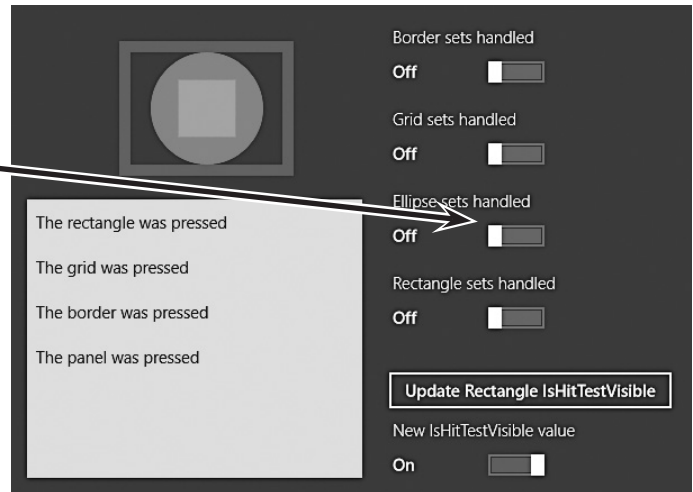 Border sets handled
Off
Grid sets handled
Off
Ellipse sets handled
Off
Rectangle sets handled
Off
Update Rectangle IsHitTestVisible
New IsHitTestVisible value
On
The rectangle was pressed
The grid was pressed
The border was pressed
The panel was pressed